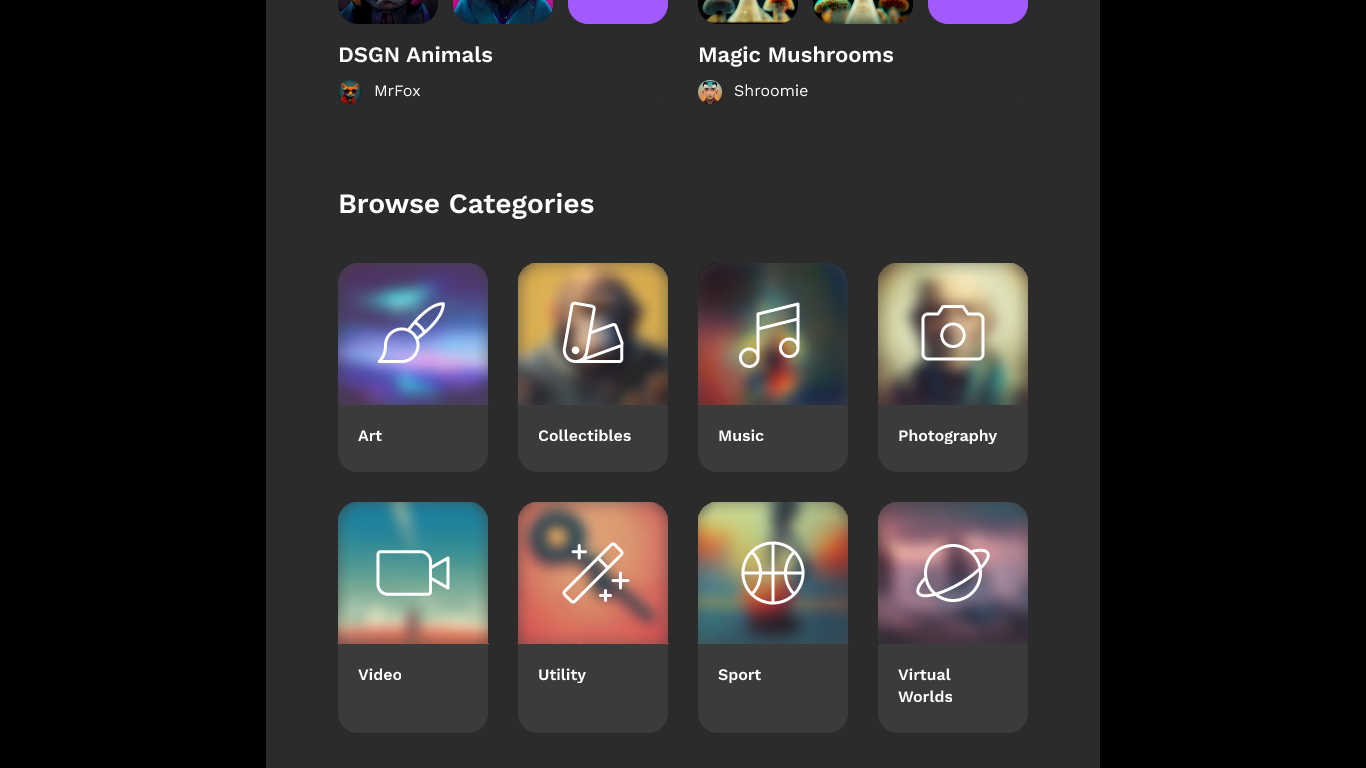 DSGN Animals
MrFox
Magic Mushrooms
Shroomie
Browse Categories
Art
Collectibles
Music
Photography
Video
Utility
Sport
Virtual
Worlds